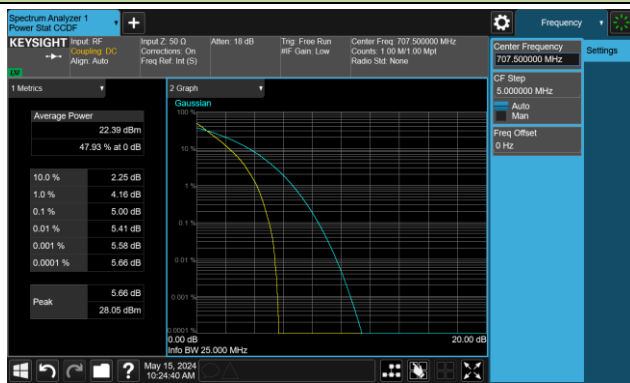 Spectrum Analyzer 1
Power Stat CCDF
Frequency
KEYSIGHT
Input: RF
Coupling: DC
Align: Auto
Input Z: 50 Ω
Corrections: On
Freq Ref: Int (S)
Atten: 18 dB
Trig: Free Run
#IF Gain: Low
Center Freq: 707.500000 MHz
Counts: 1.00 M/1.00 Mpt
Radio Std: None
LW
Center Frequency
707.500000 MHz
Settings
CF Step
5.000000 MHz
Auto
Man
Freq Offset
0 Hz
1 Metrics
Average Power
22.39 dBm
47.93 % at 0 dB
10.0 % 2.25 dB
1.0 % 4.16 dB
0.1 % 5.00 dB
0.01 % 5.41 dB
0.001 % 5.58 dB
0.0001 % 5.66 dB
Peak
5.66 dB
28.05 dBm
2 Graph
Gaussian
100 %
10 %
1 %
0.1 %
0.01 %
0.001 %
0.0001 %
0.00 dB 20.00 dB
Info BW 25.000 MHz
?
May 15, 2024
10:24:40 AM